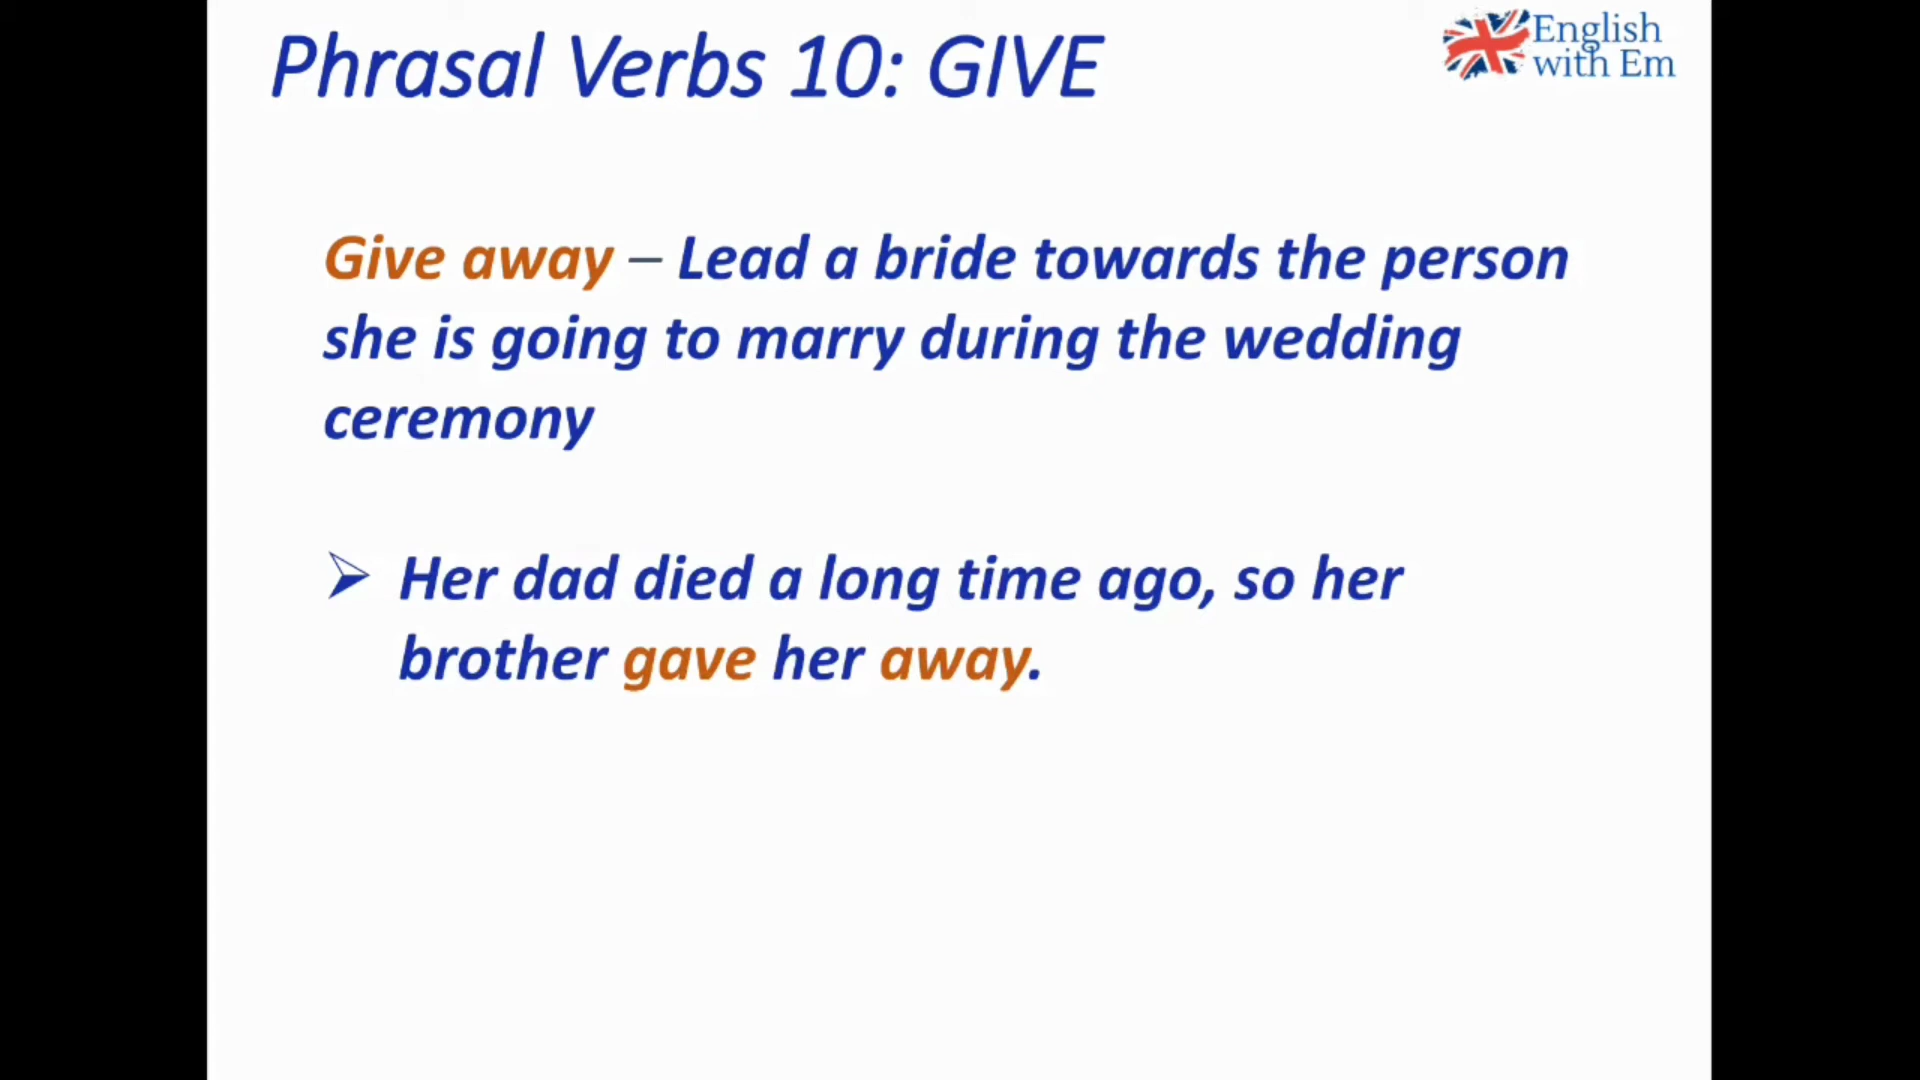 Phrasal Verbs 10: GIVE
English
with Em
Give away – Lead a bride towards the person
she is going to marry during the wedding
ceremony
➢ Her dad died a long time ago, so her
brother gave her away.